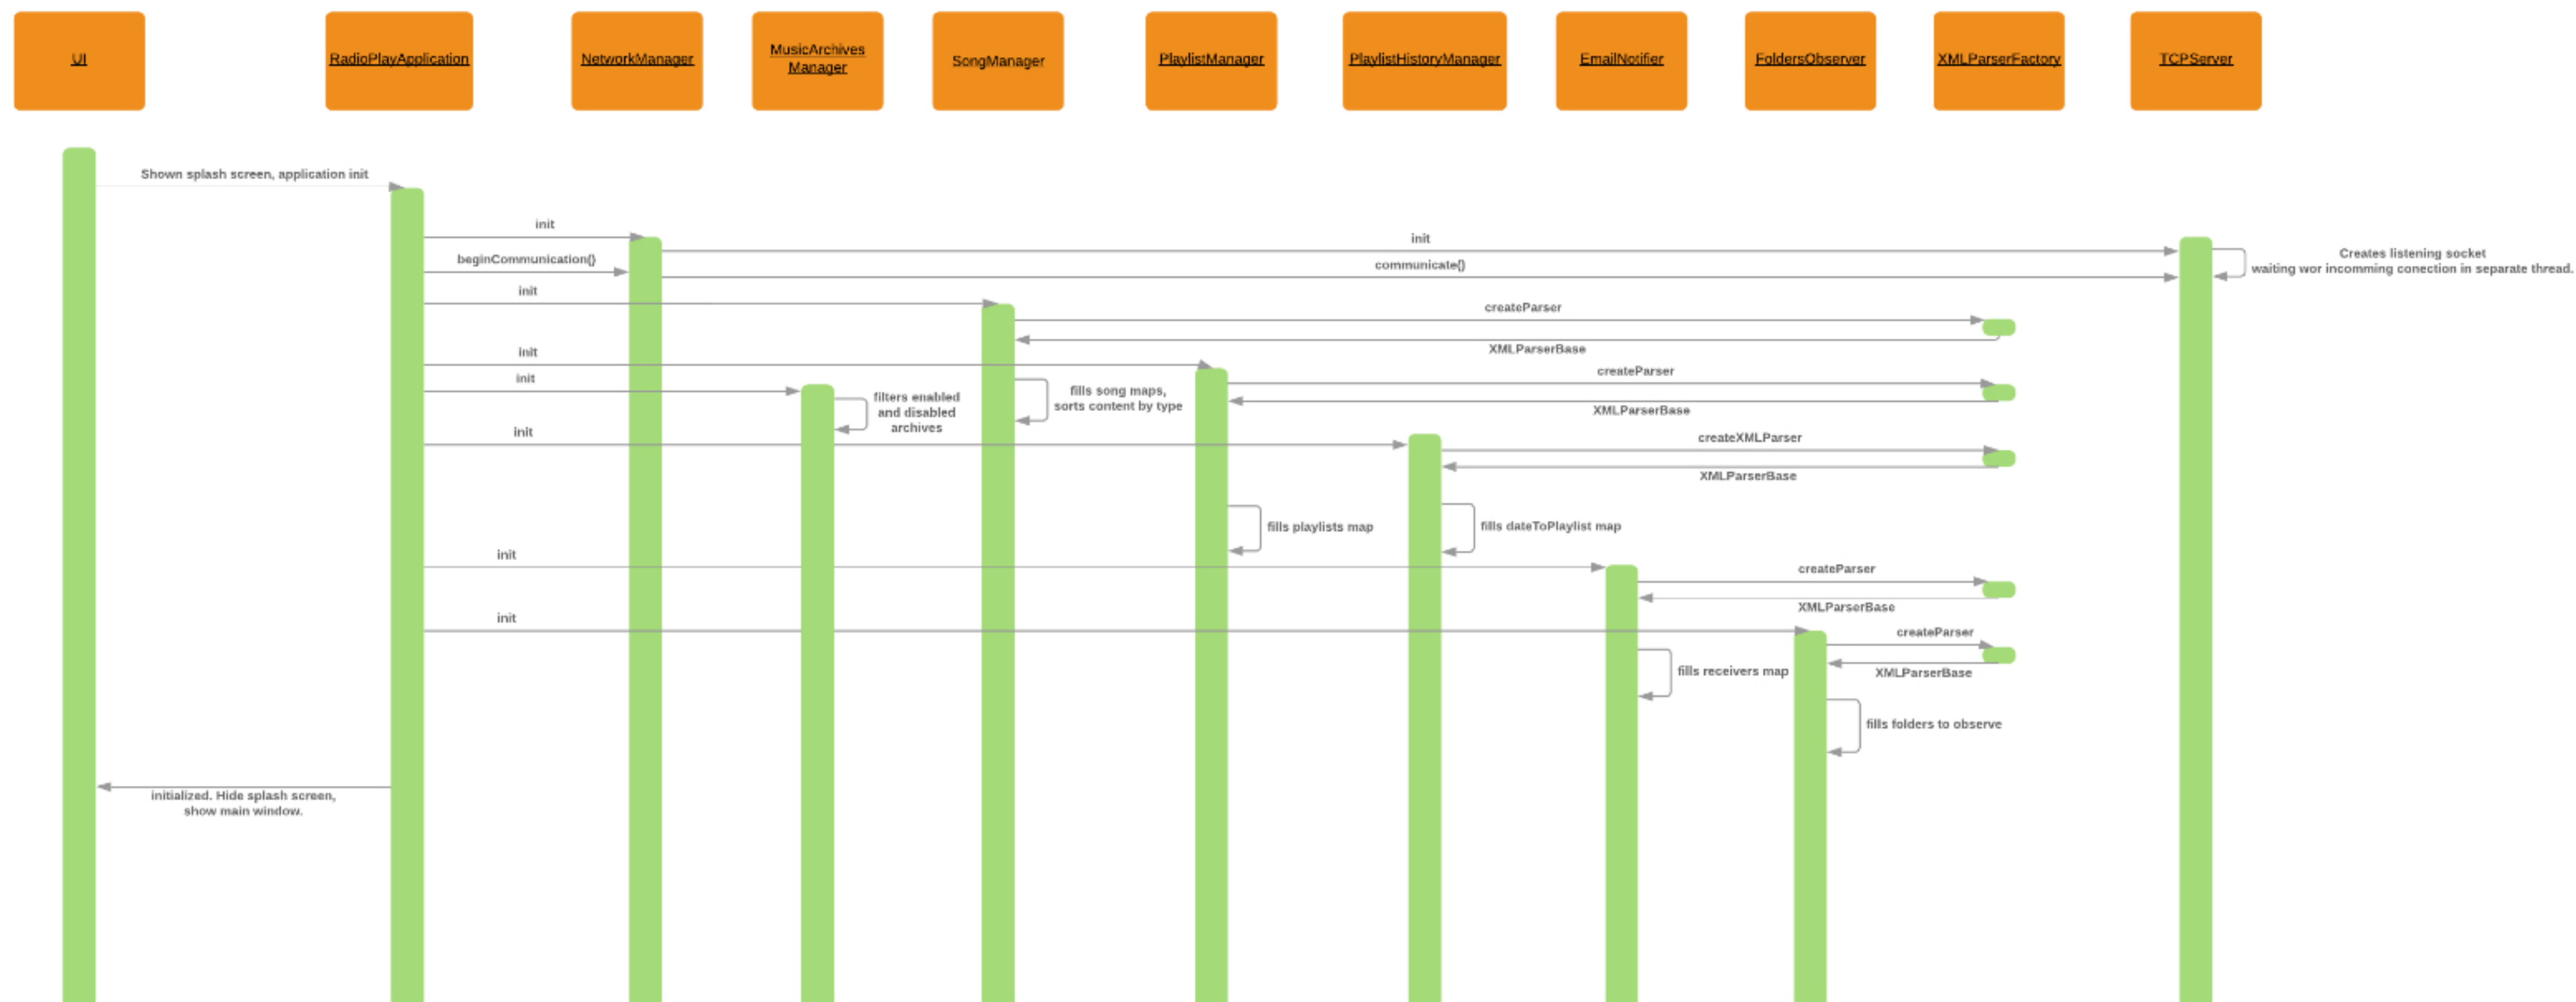 UI
RadioPlayApplication
NetworkManager
MusicArchives
Manager
SongManager
PlaylistManager
PlaylistHistoryManager
EmailNotifier
FoldersObserver
XMLParserFactory
TCPServer
Shown splash screen, application init
init
init
Creates listening socket
waiting wor incomming conection in separate thread.
beginCommunication()
communicate()
init
createParser
XMLParserBase
init
createParser
XMLParserBase
init
filters enabled
and disabled
archives
fills song maps,
sorts content by type
init
createXMLParser
XMLParserBase
fills playlists map
fills dateToPlaylist map
init
createParser
XMLParserBase
init
createParser
XMLParserBase
fills receivers map
fills folders to observe
initialized. Hide splash screen,
show main window.